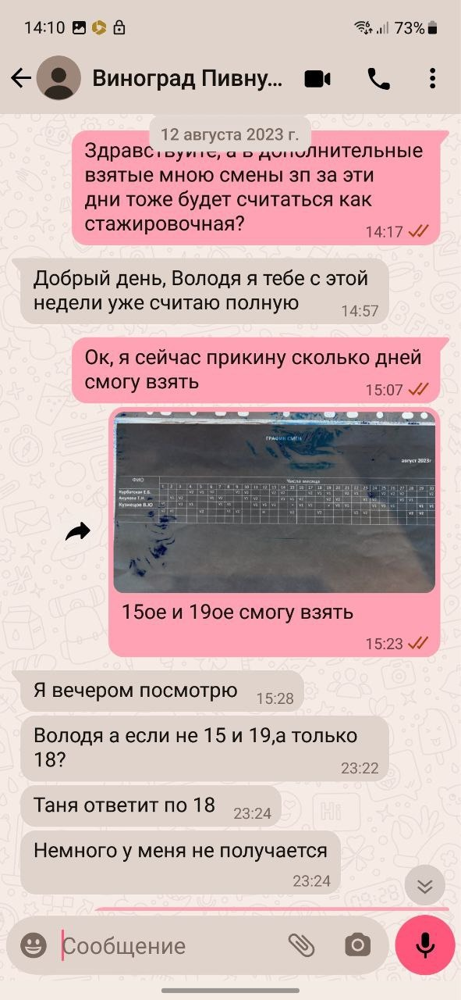 14:10
73%
Виноград Пивну...
12 августа 2023 г.
Здравствуйте, а в дополнительные
взятые мною смены зп за эти
дни тоже будет считаться как
стажировочная?
14:17
Добрый день, Володя я тебе с этой
недели уже считаю полную
14:57
Ок, я сейчас прикину сколько дней
смогу взять
15:07
ГРАФИК СМЕН
август 2023г
ФИО
Числа месяца
Курбатская Е.Б.
Акулова Т.Н.
Кузнецов В.Ю
15ое и 19ое смогу взять
15:23
Я вечером посмотрю
15:28
Володя а если не 15 и 19,а только
18?
23:22
Таня ответит по 18
23:24
Немного у меня не получается
23:24
Сообщение